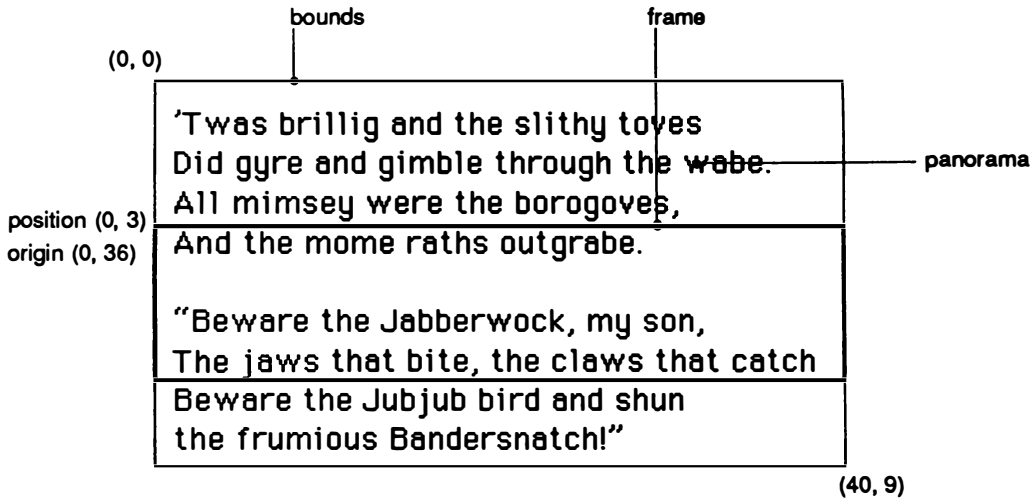 bounds frame
(0, 0)
'Twas brillig and the slithy toves
Did gyre and gimble through the wabe.
panorama
All mimsey were the borogoves,
position (0, 3)
origin (0, 36)
And the mome raths outgrabe.
“Beware the Jabberwock, my son,
The jaws that bite, the claws that catch
Beware the Jubjub bird and shun
the frumious Bandersnatch!”
(40, 9)